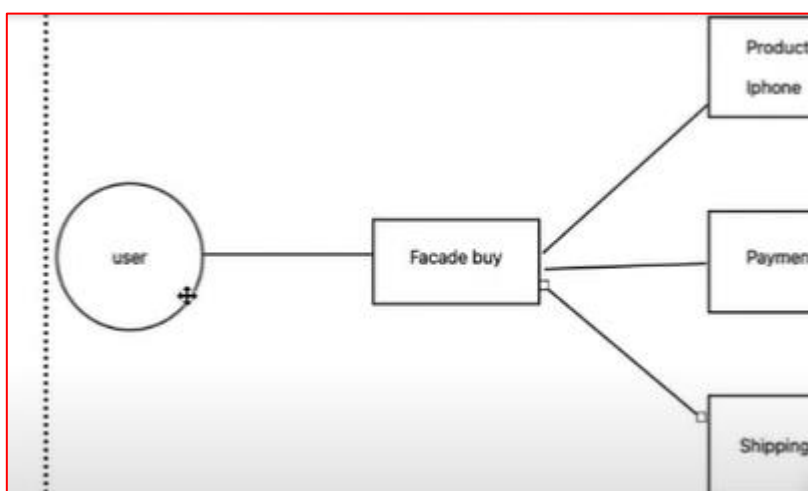 Product
Iphone
user
Facade buy
Paymen
Shipping